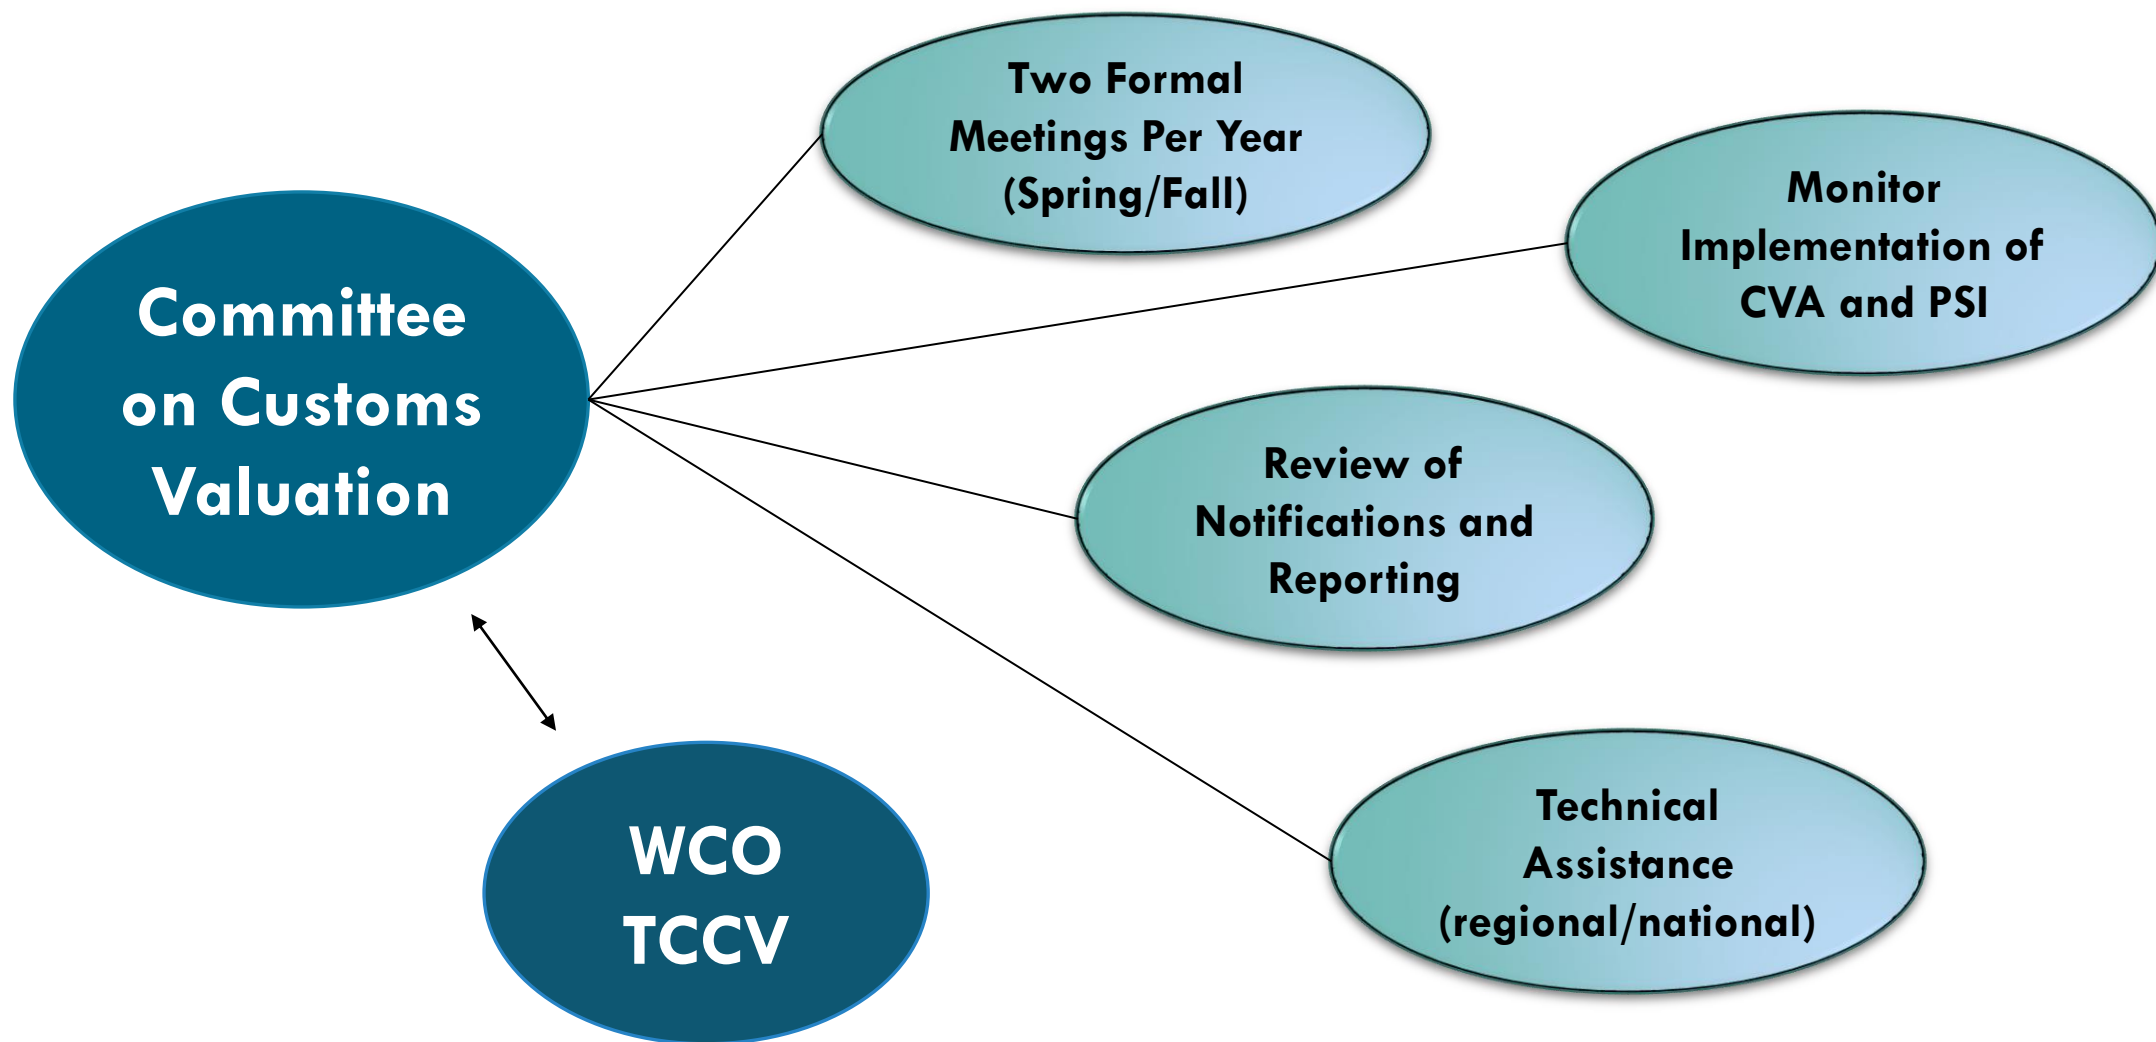 Committee
on Customs
Valuation
Two Formal
Meetings Per Year
(Spring/Fall)
Monitor
Implementation of
CVA and PSI
Review of
Notifications and
Reporting
Technical
Assistance
(regional/national)
WCO
TCCV